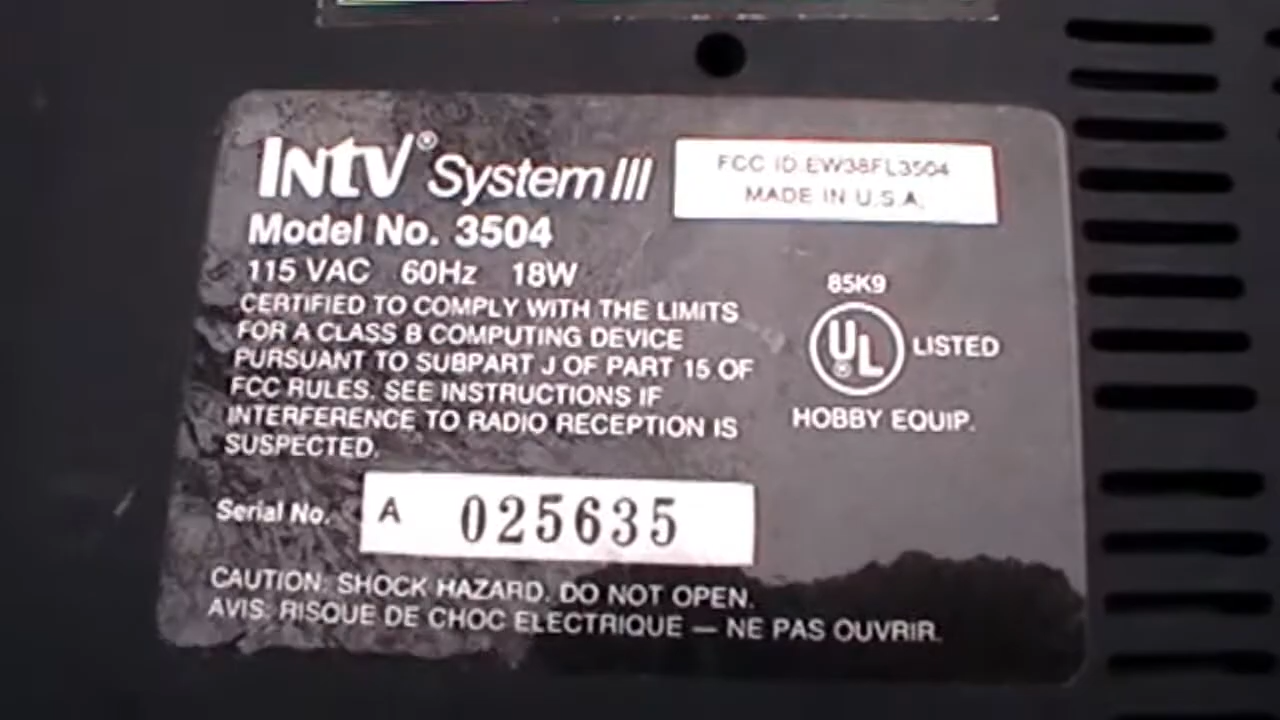 INTV® System III
FCC ID EW38FL3504
MADE IN U.S.A.
Model No. 3504
115 VAC 60Hz 18W
CERTIFIED TO COMPLY WITH THE LIMITS
FOR A CLASS B COMPUTING DEVICE
PURSUANT TO SUBPART J OF PART 15 OF
FCC RULES. SEE INSTRUCTIONS IF
INTERFERENCE TO RADIO RECEPTION IS
SUSPECTED.
85K9
UL® LISTED
HOBBY EQUIP.
Serial No. A 025635
CAUTION: SHOCK HAZARD. DO NOT OPEN.
AVIS: RISQUE DE CHOC ELECTRIQUE — NE PAS OUVRIR.